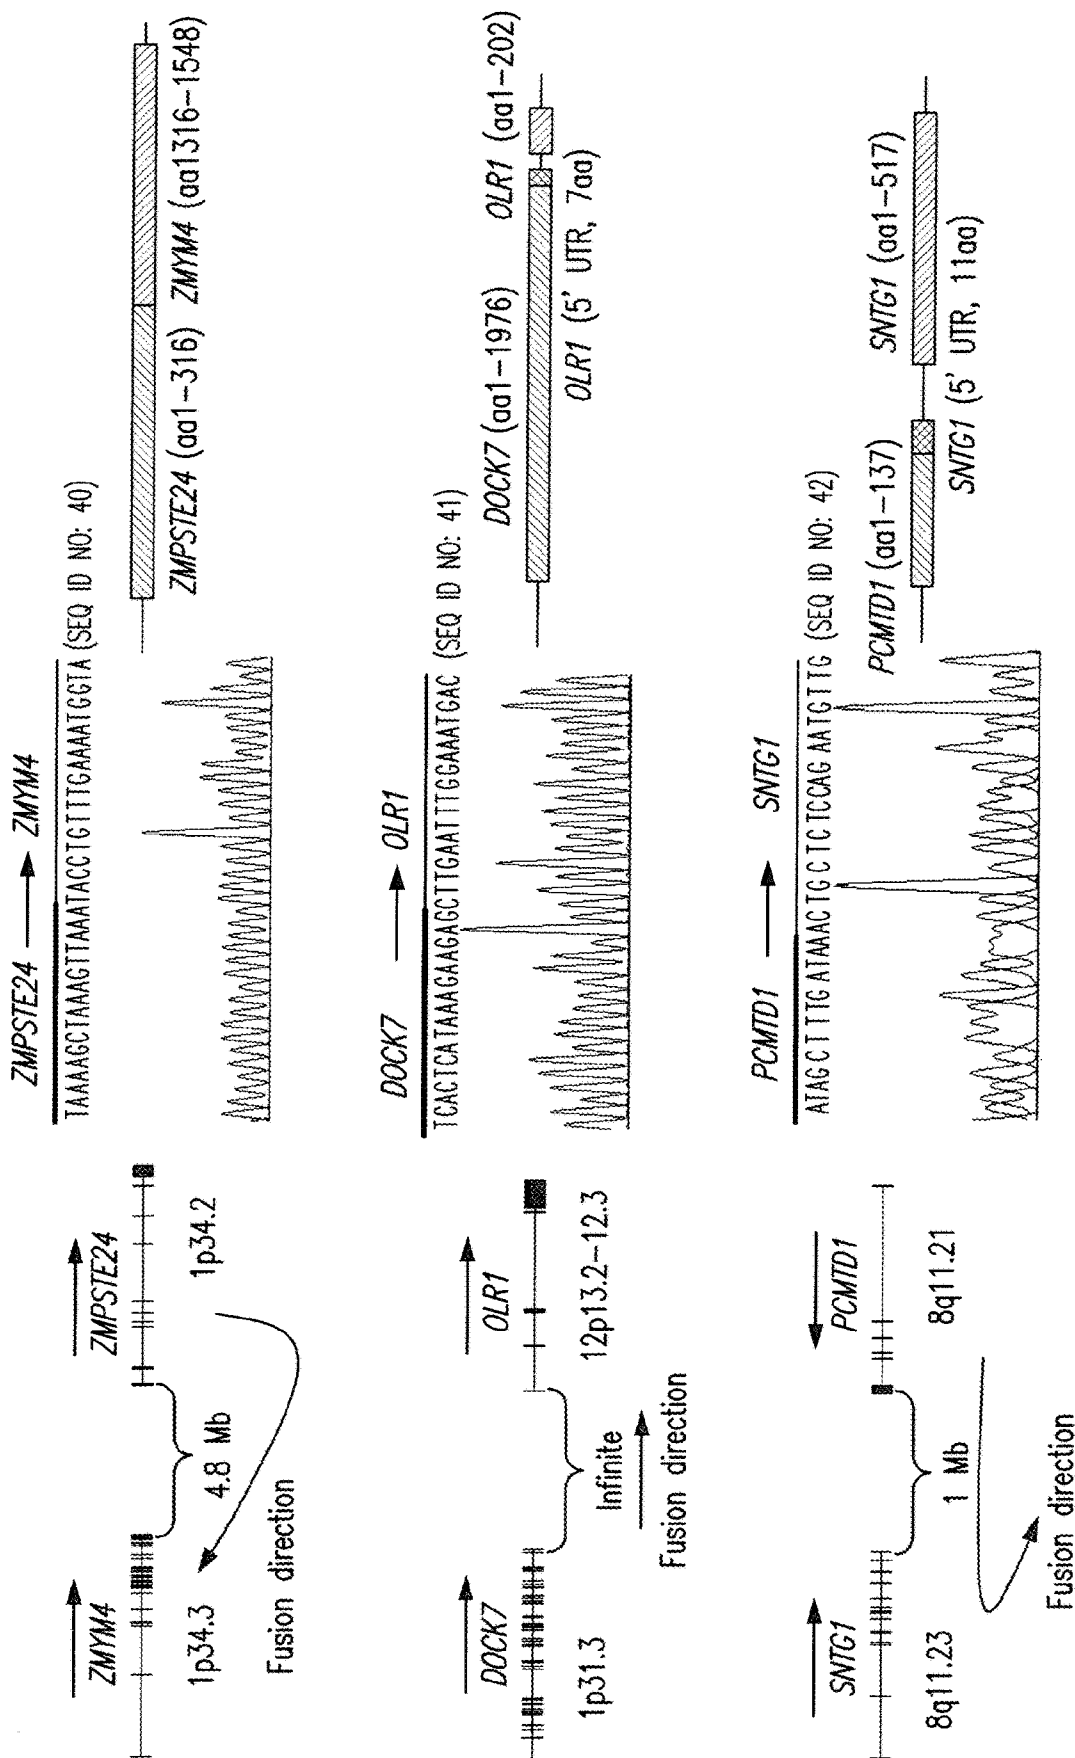 ZMYM4
ZMPSTE24
1p34.3
4.8 Mb
1p34.2
Fusion direction
ZMPSTE24 → ZMYM4
TAAAAGCTAAAGTTAAATACCTGTTTGAAAATGGTA (SEQ ID NO: 40)
ZMPSTE24 (aa1-316) ZMYM4 (aa1316-1548)
DOCK7
OLR1
1p31.3
Infinite
12p13.2-12.3
Fusion direction
DOCK7 → OLR1
TCACTCATAAAGAAGAGCTTGAATTTGGAAATGAC (SEQ ID NO: 41)
DOCK7 (aa1-1976) OLR1 (aa1-202)
OLR1 (5' UTR, 7aa)
SNTG1
PCMTD1
8q11.23
1 Mb
8q11.21
Fusion direction
PCMTD1 → SNTG1
ATAGCTTTGATAAACTGCTCTCCAGAATGTTG (SEQ ID NO: 42)
PCMTD1 (aa1-137) SNTG1 (aa1-517)
SNTG1 (5' UTR, 11aa)